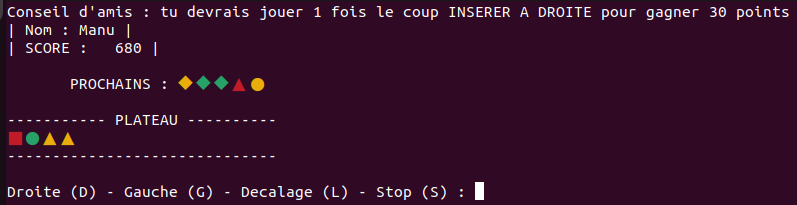 Conseil d'amis : tu devrais jouer 1 fois le coup INSERER A DROITE pour gagner 30 points
| Nom : Manu |
| SCORE :   680 |
PROCHAINS : ◆◆◆▲●
----------- PLATEAU ----------
■●▲▲
------------------------------
Droite (D) - Gauche (G) - Decalage (L) - Stop (S) :